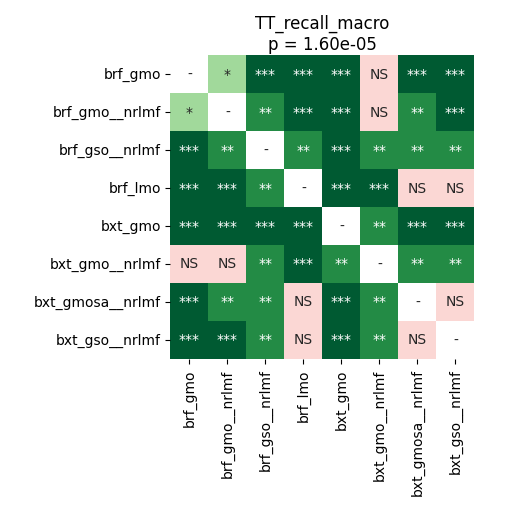 TT_recall_macro
p = 1.60e-05
brf_gmo - * *** *** *** NS *** ***
brf_gmo__nrlmf * - ** *** *** NS ** ***
brf_gso__nrlmf *** ** - ** *** ** ** **
brf_lmo *** *** ** - *** *** NS NS
bxt_gmo *** *** *** *** - ** *** ***
bxt_gmo__nrlmf NS NS ** *** ** - ** **
bxt_gmosa__nrlmf *** ** ** NS *** ** - NS
bxt_gso__nrlmf *** *** ** NS *** ** NS -
brf_gmo
brf_gmo__nrlmf
brf_gso__nrlmf
brf_lmo
bxt_gmo
bxt_gmo__nrlmf
bxt_gmosa__nrlmf
bxt_gso__nrlmf